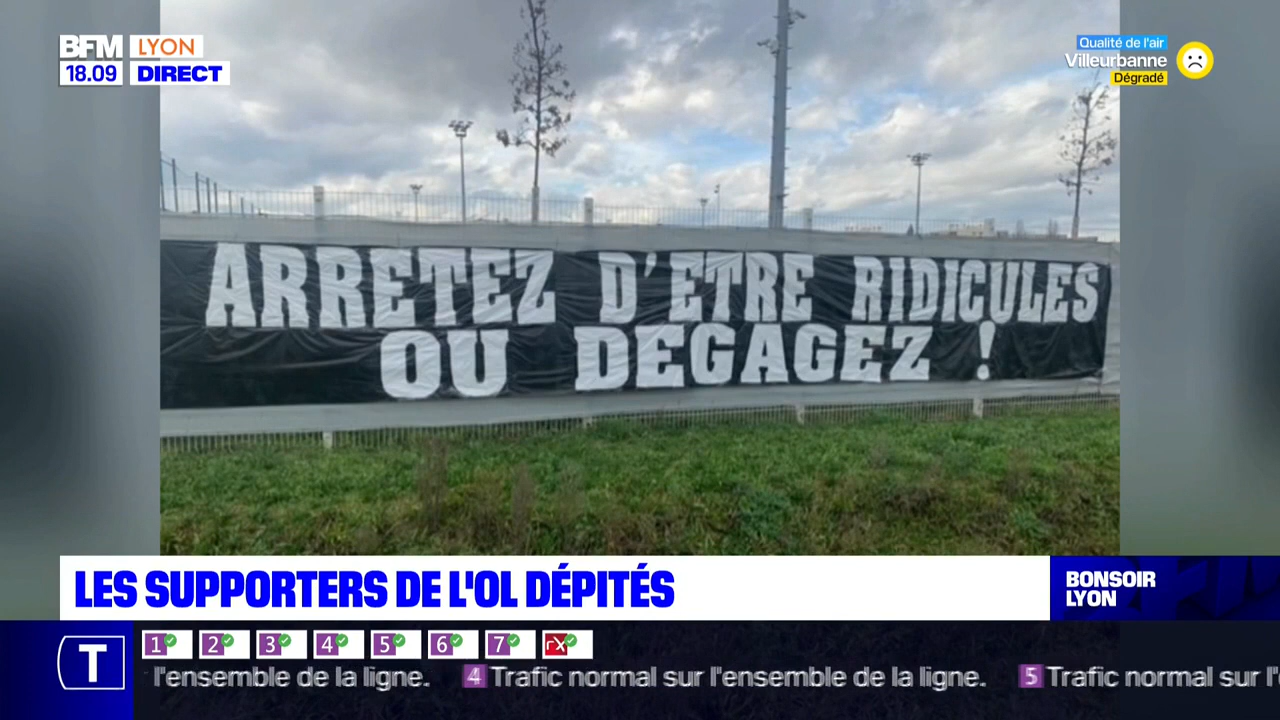 BFM LYON
18.09 DIRECT
Qualité de l'air
Villeurbanne
Dégradé
ARRETEZ D'ETRE RIDICULES
OU DEGAGEZ !
LES SUPPORTERS DE L'OL DÉPITÉS
BONSOIR
LYON
T
1 2 3 4 5 6 7 rx
l'ensemble de la ligne. 4 Trafic normal sur l'ensemble de la ligne. 5 Trafic normal sur